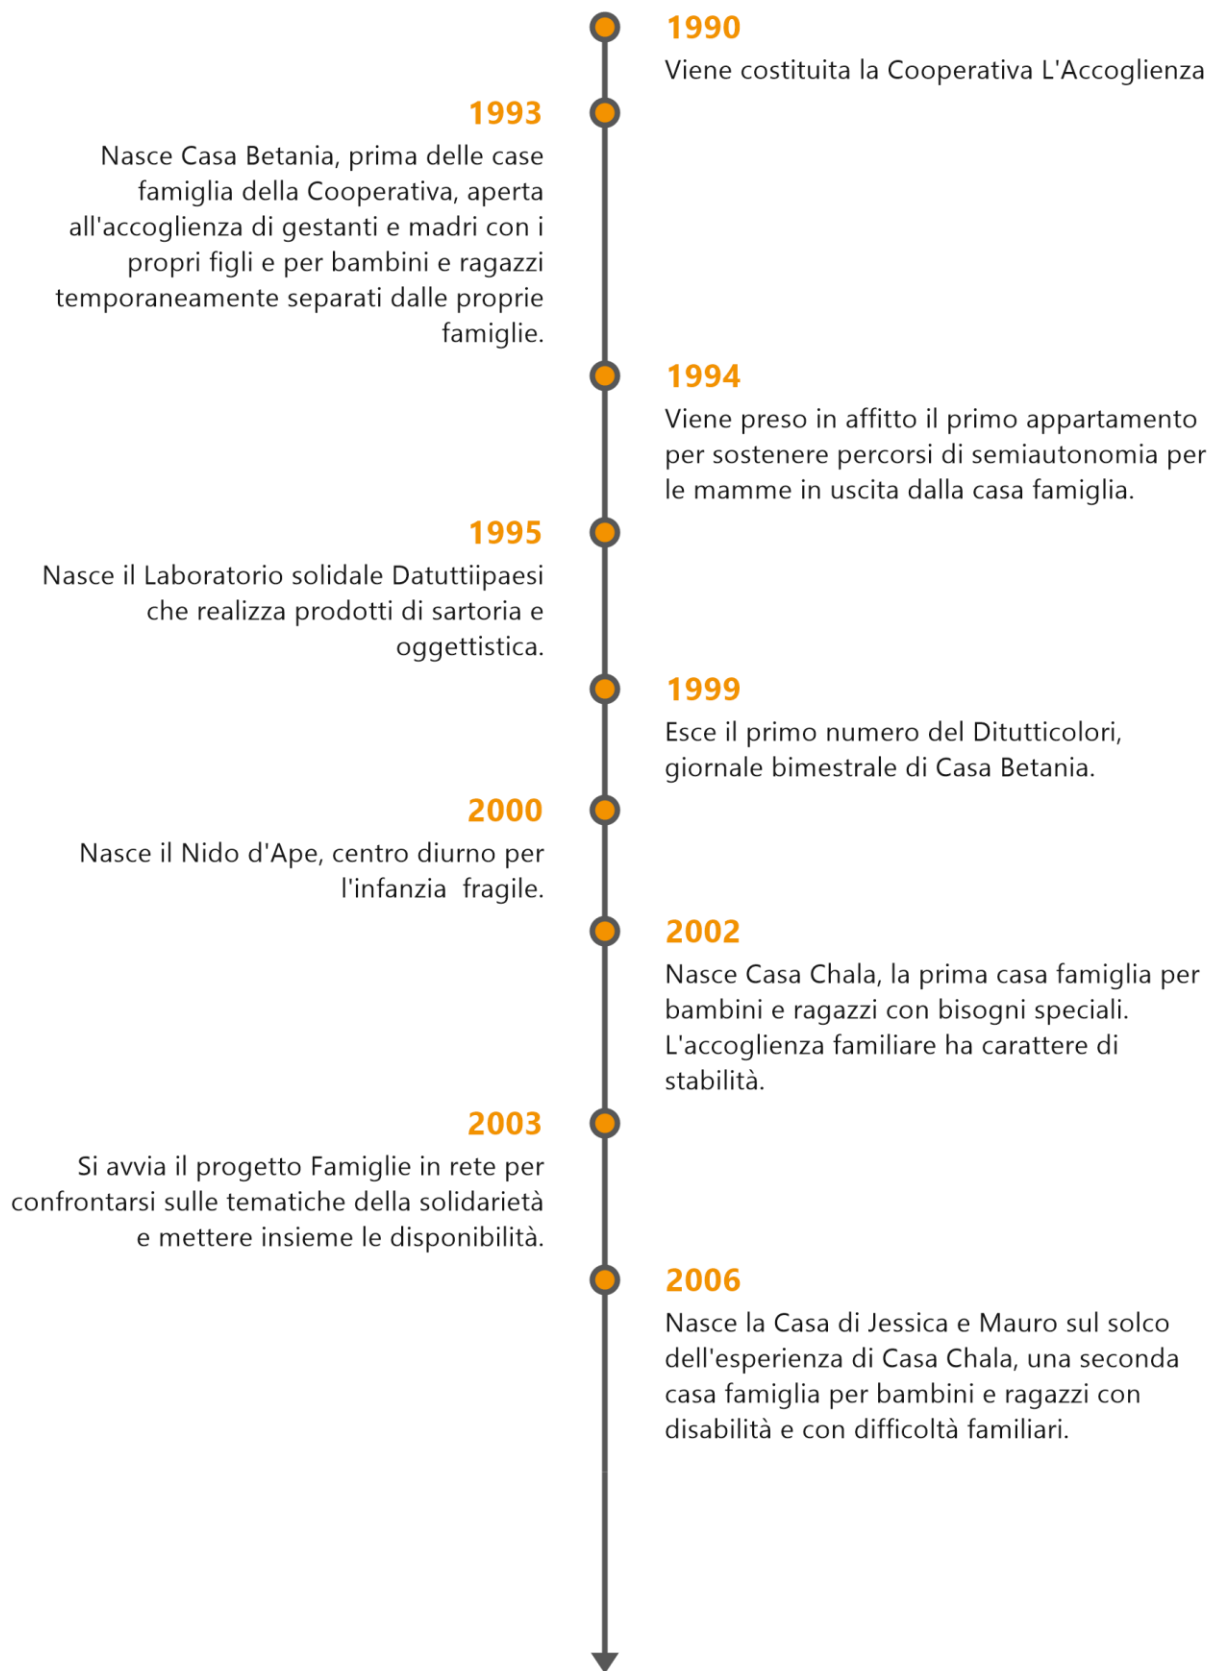 1990
Viene costituita la Cooperativa L'Accoglienza
1993
Nasce Casa Betania, prima delle case
famiglia della Cooperativa, aperta
all'accoglienza di gestanti e madri con i
propri figli e per bambini e ragazzi
temporaneamente separati dalle proprie
famiglie.
1994
Viene preso in affitto il primo appartamento
per sostenere percorsi di semiautonomia per
le mamme in uscita dalla casa famiglia.
1995
Nasce il Laboratorio solidale Datuttiipaesi
che realizza prodotti di sartoria e
oggettistica.
1999
Esce il primo numero del Ditutticolori,
giornale bimestrale di Casa Betania.
2000
Nasce il Nido d'Ape, centro diurno per
l'infanzia  fragile.
2002
Nasce Casa Chala, la prima casa famiglia per
bambini e ragazzi con bisogni speciali.
L'accoglienza familiare ha carattere di
stabilità.
2003
Si avvia il progetto Famiglie in rete per
confrontarsi sulle tematiche della solidarietà
e mettere insieme le disponibilità.
2006
Nasce la Casa di Jessica e Mauro sul solco
dell'esperienza di Casa Chala, una seconda
casa famiglia per bambini e ragazzi con
disabilità e con difficoltà familiari.